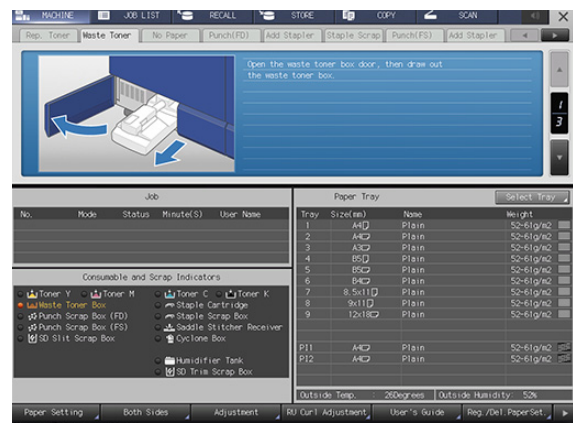 MACHINE JOB LIST RECALL STORE COPY SCAN
Rep. Toner Waste Toner No Paper Punch(FD) Add Stapler Staple Scrap Punch(FS) Add Stapler
Open the waste toner box door, then draw out
the waste toner box.
1
3
Job
No. Mode Status Minute(S) User Name
Consumable and Scrap Indicators
Toner Y Toner M Toner C Toner K
Waste Toner Box Staple Cartridge
Punch Scrap Box (FD) Staple Scrap Box
Punch Scrap Box (FS) Saddle Stitcher Receiver
SD Slit Scrap Box Cyclone Box
Humidifier Tank
SD Trim Scrap Box
Paper Tray Select Tray
Tray Size(mm) Name Weight
1 A4 Plain 52-61g/m2
2 A4 Plain 52-61g/m2
3 A3 Plain 52-61g/m2
4 B5 Plain 52-61g/m2
5 B5 Plain 52-61g/m2
6 B4 Plain 52-61g/m2
7 8.5x11 Plain 52-61g/m2
8 9x11 Plain 52-61g/m2
9 12x18 Plain 52-61g/m2
PI1 A4 Plain 52-61g/m2
PI2 A4 Plain 52-61g/m2
Outside Temp. : 26Degrees Outside Humidity: 52%
Paper Setting Both Sides Adjustment RU Curl Adjustment User's Guide Reg./Del.PaperSet.